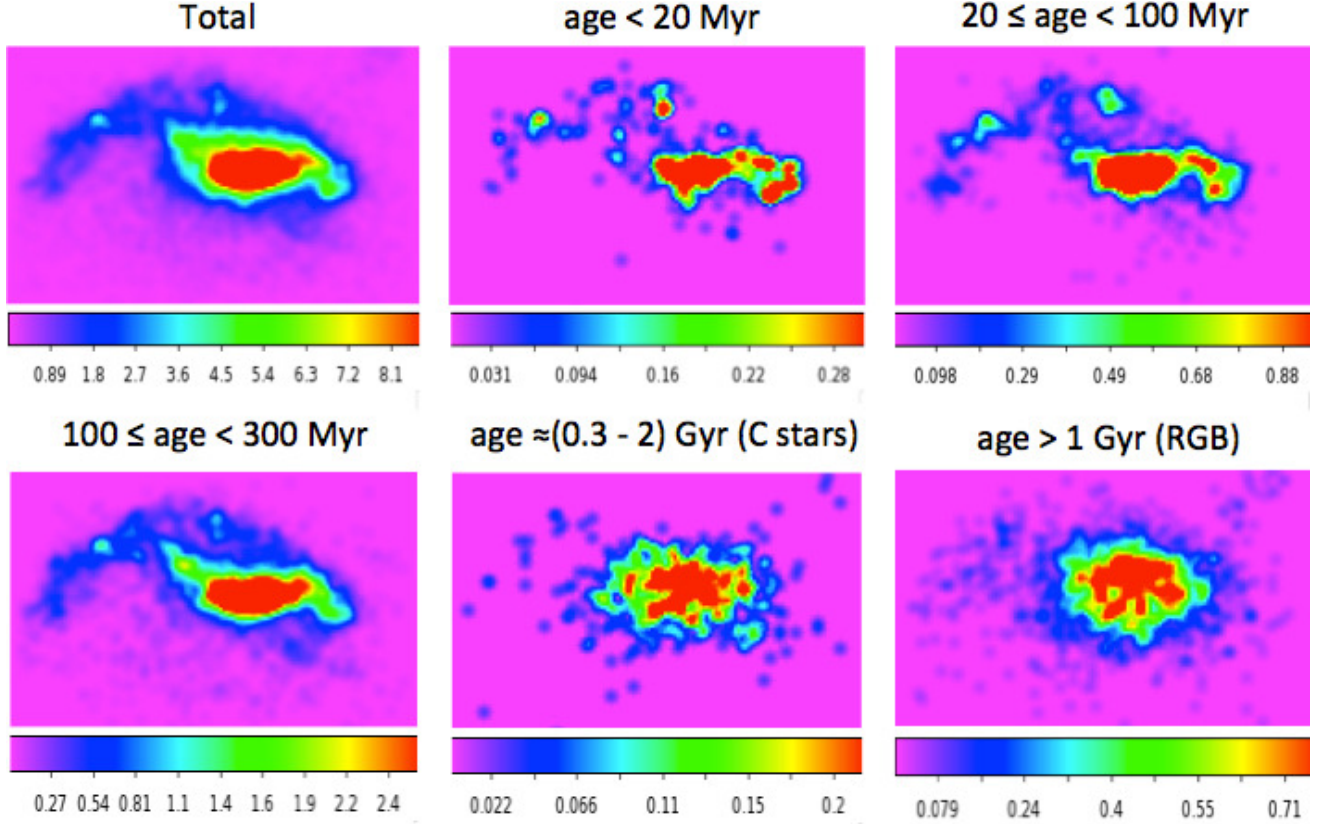 Total
age < 20 Myr
20 ≤ age < 100 Myr
0.89 1.8 2.7 3.6 4.5 5.4 6.3 7.2 8.1
0.031 0.094 0.16 0.22 0.28
0.098 0.29 0.49 0.68 0.88
100 ≤ age < 300 Myr
age ≈(0.3 - 2) Gyr (C stars)
age > 1 Gyr (RGB)
0.27 0.54 0.81 1.1 1.4 1.6 1.9 2.2 2.4
0.022 0.066 0.11 0.15 0.2
0.079 0.24 0.4 0.55 0.71